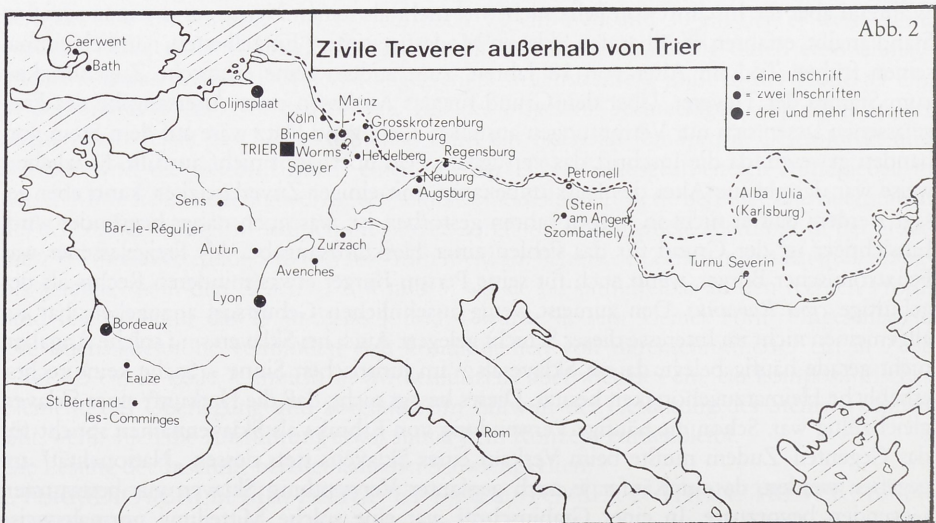 Abb. 2
Zivile Treverer außerhalb von Trier
• = eine Inschrift
• = zwei Inschriften
● = drei und mehr Inschriften
Caerwent
?
Bath
Colijnsplaat
Köln
Mainz
Bingen
Grosskrotzenburg
Obernburg
TRIER
Worms
Heidelberg
Speyer
Regensburg
Neuburg
Augsburg
Petronell
(Stein
am Anger)
?
Szombathely
Alba Julia
(Karlsburg)
Turnu Severin
Sens
Bar-le-Régulier
Autun
Zurzach
Avenches
Lyon
Bordeaux
Eauze
St.Bertrand-
les-Comminges
Rom